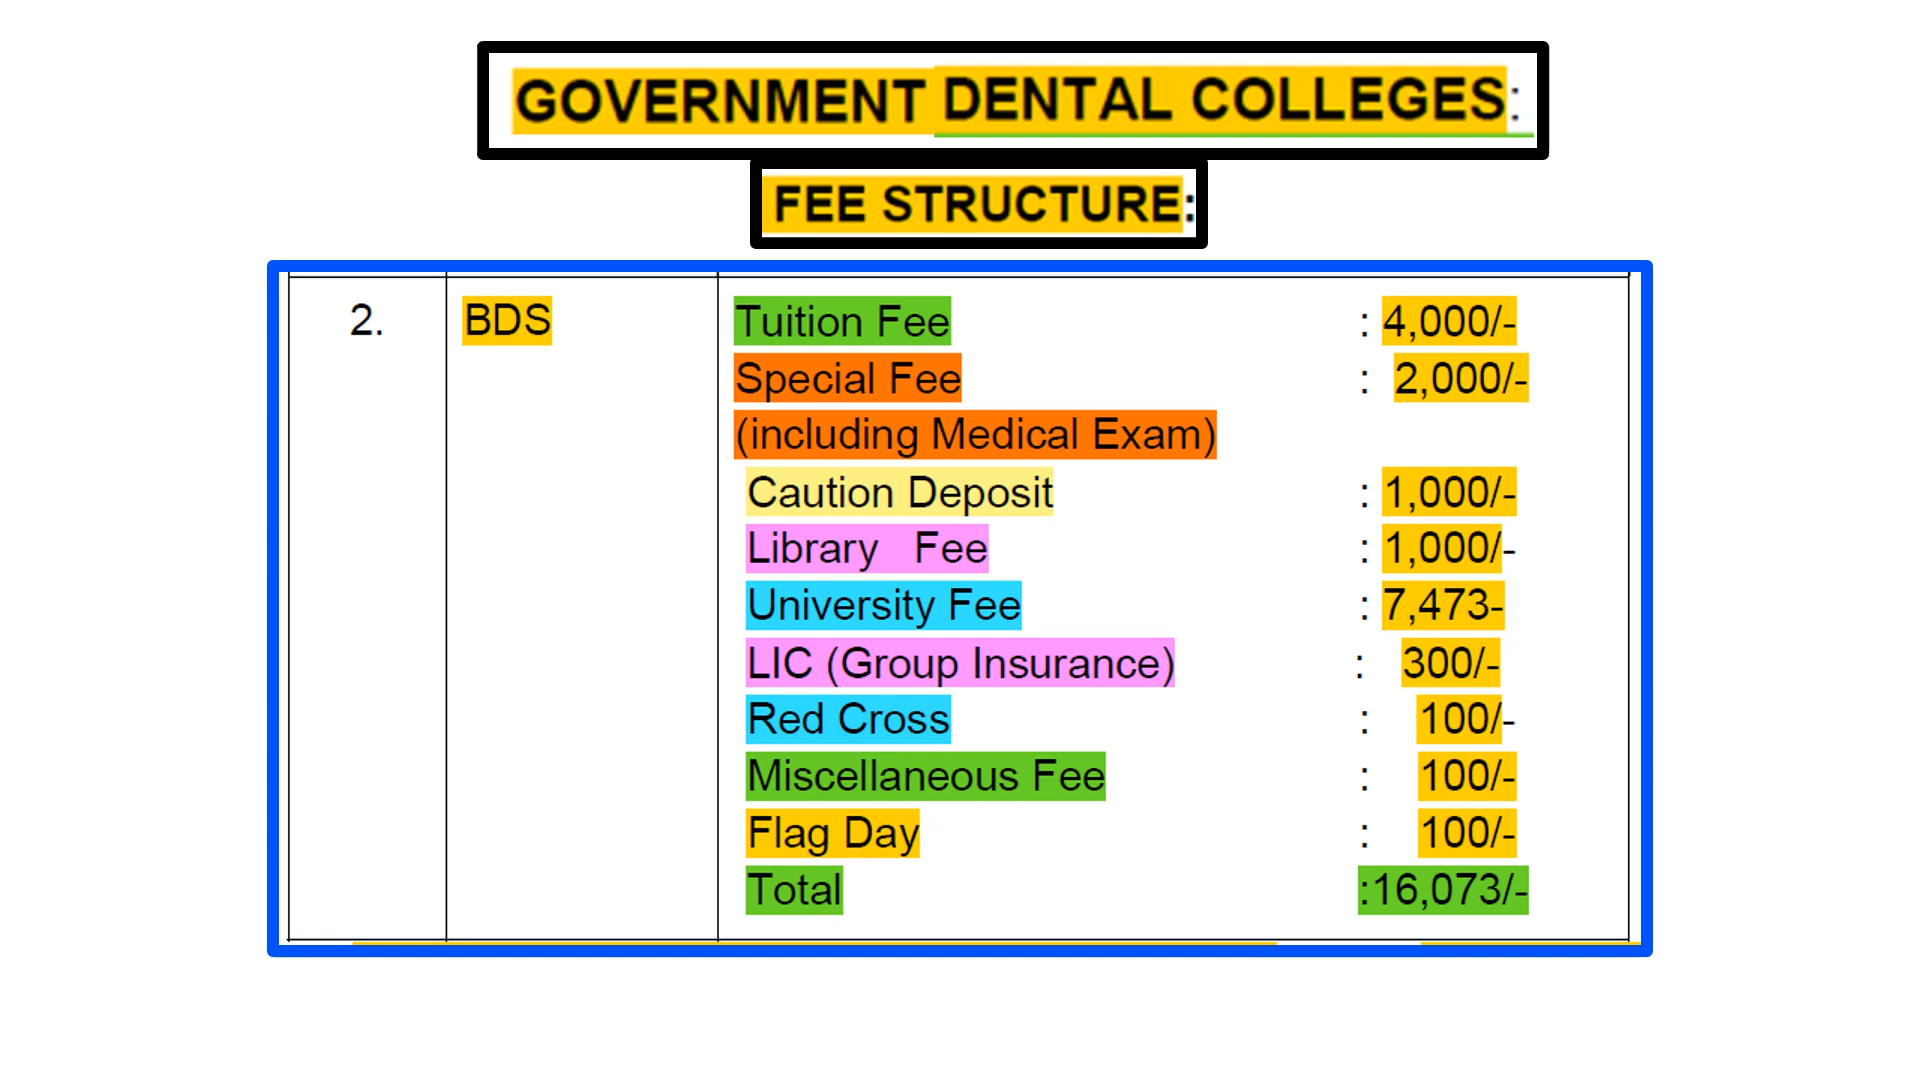 GOVERNMENT DENTAL COLLEGES:
FEE STRUCTURE:
2. BDS Tuition Fee : 4,000/-
Special Fee : 2,000/-
(including Medical Exam)
Caution Deposit : 1,000/-
Library Fee : 1,000/-
University Fee : 7,473-
LIC (Group Insurance) : 300/-
Red Cross : 100/-
Miscellaneous Fee : 100/-
Flag Day : 100/-
Total :16,073/-